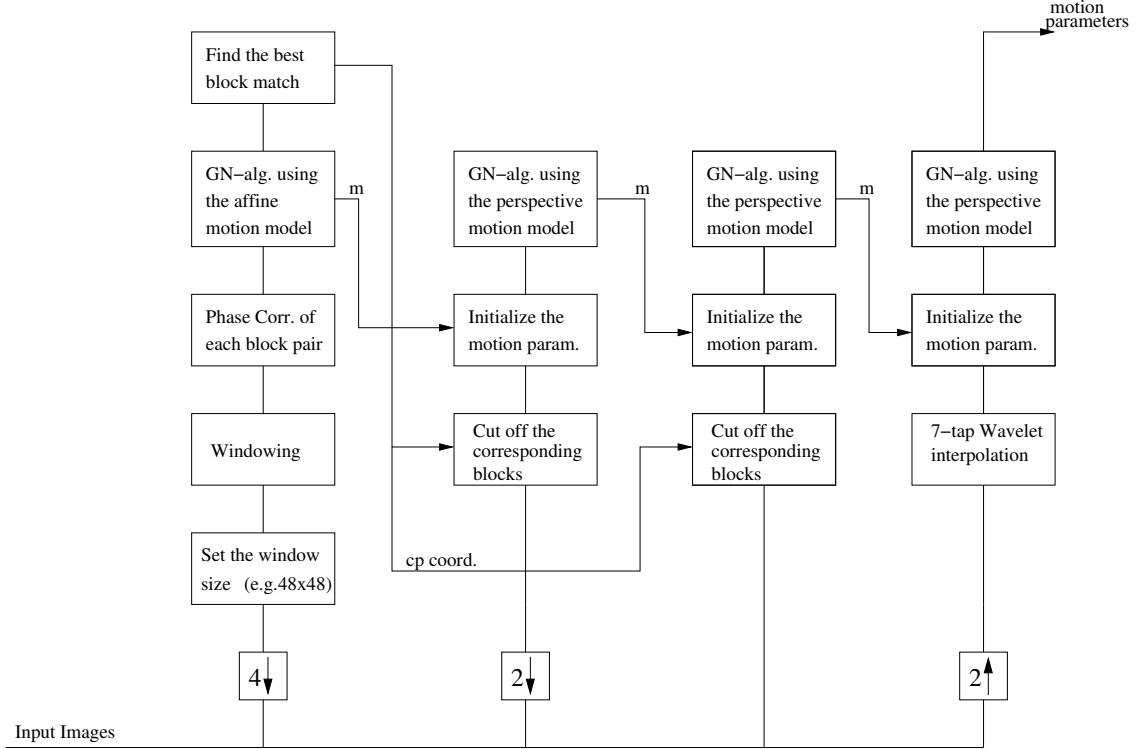 motion
parameters
Find the best
block match
GN−alg. using
the affine
motion model
m
GN−alg. using
the perspective
motion model
m
GN−alg. using
the perspective
motion model
m
GN−alg. using
the perspective
motion model
Phase Corr. of
each block pair
Initialize the
motion param.
Initialize the
motion param.
Initialize the
motion param.
Windowing
Cut off the
corresponding
blocks
Cut off the
corresponding
blocks
7−tap Wavelet
interpolation
Set the window
size (e.g.48x48)
cp coord.
4
2
2
Input Images